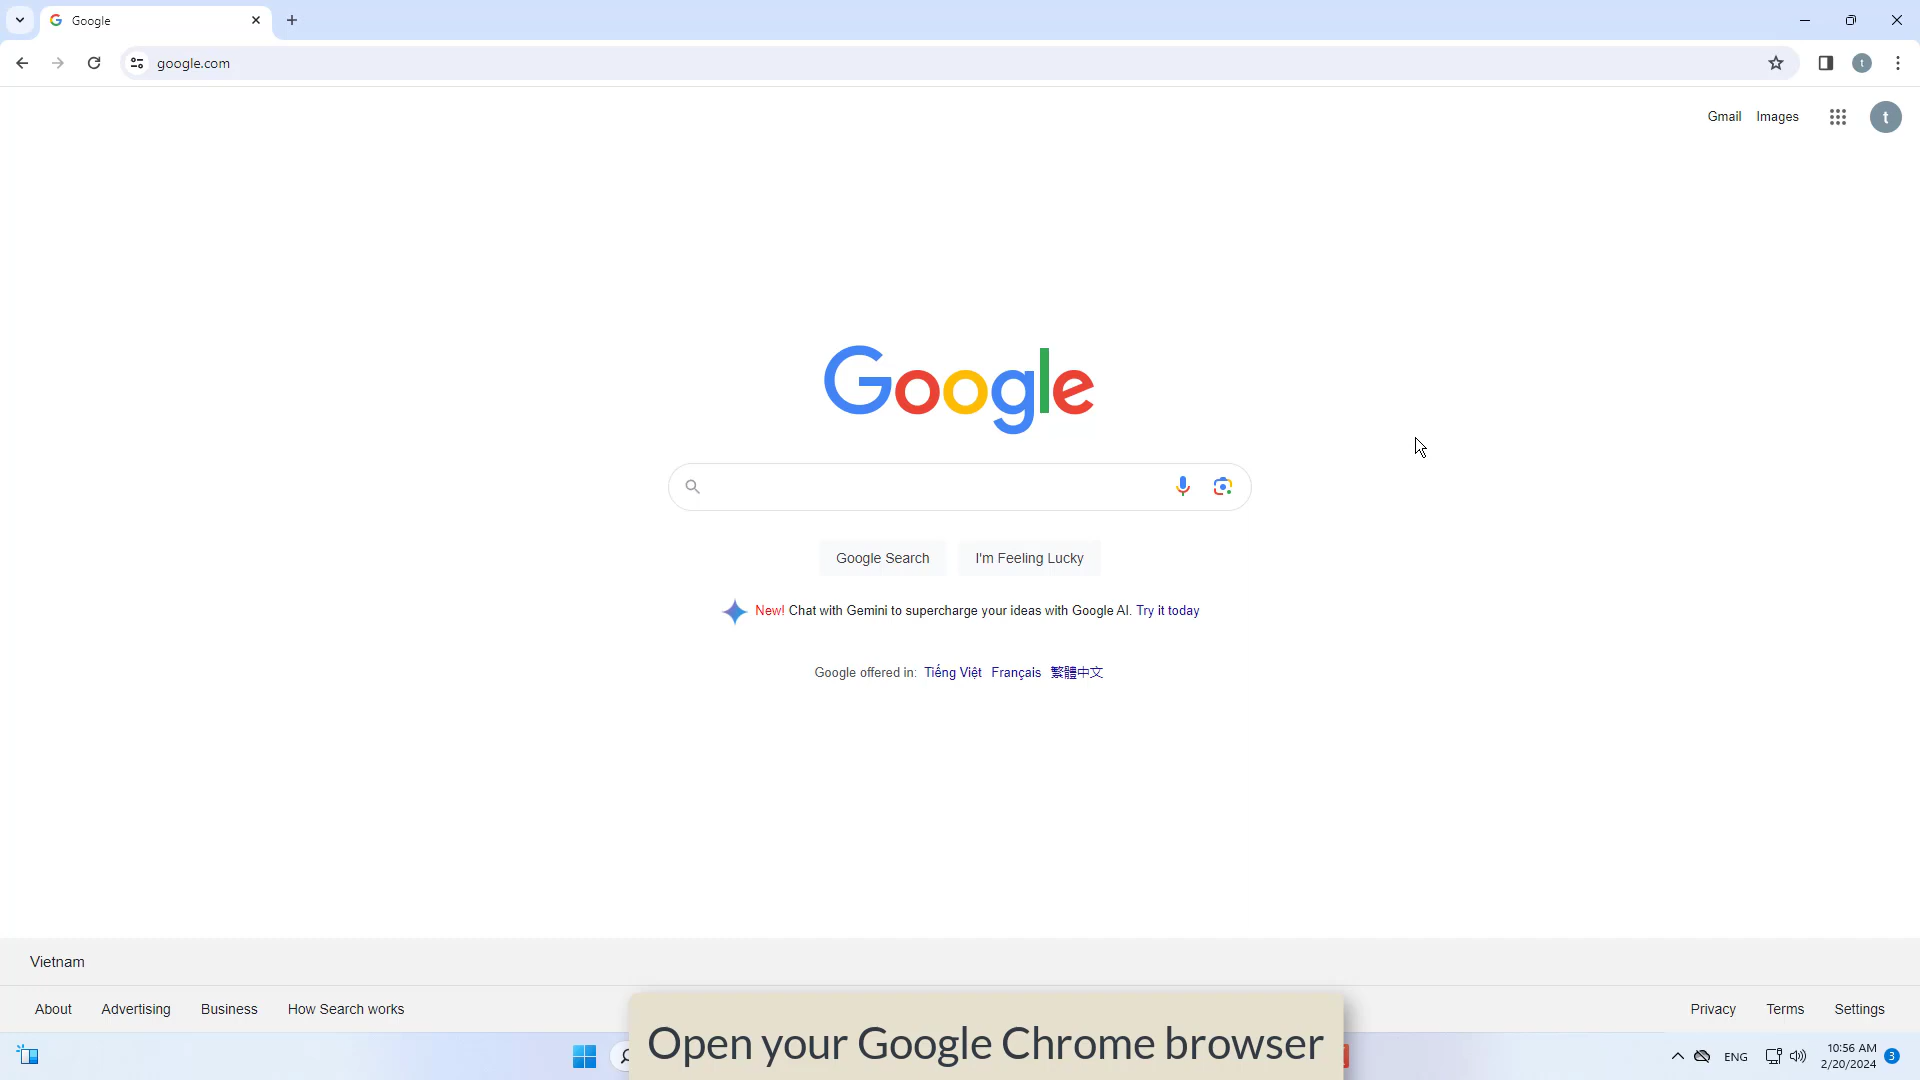 Google
google.com
t
Gmail Images
t
Google
Google Search I'm Feeling Lucky
New! Chat with Gemini to supercharge your ideas with Google AI. Try it today
Google offered in: Tiếng Việt Français 繁體中文
Vietnam
About Advertising Business How Search works
Privacy Terms Settings
Open your Google Chrome browser
ENG
10:56 AM
2/20/2024
3